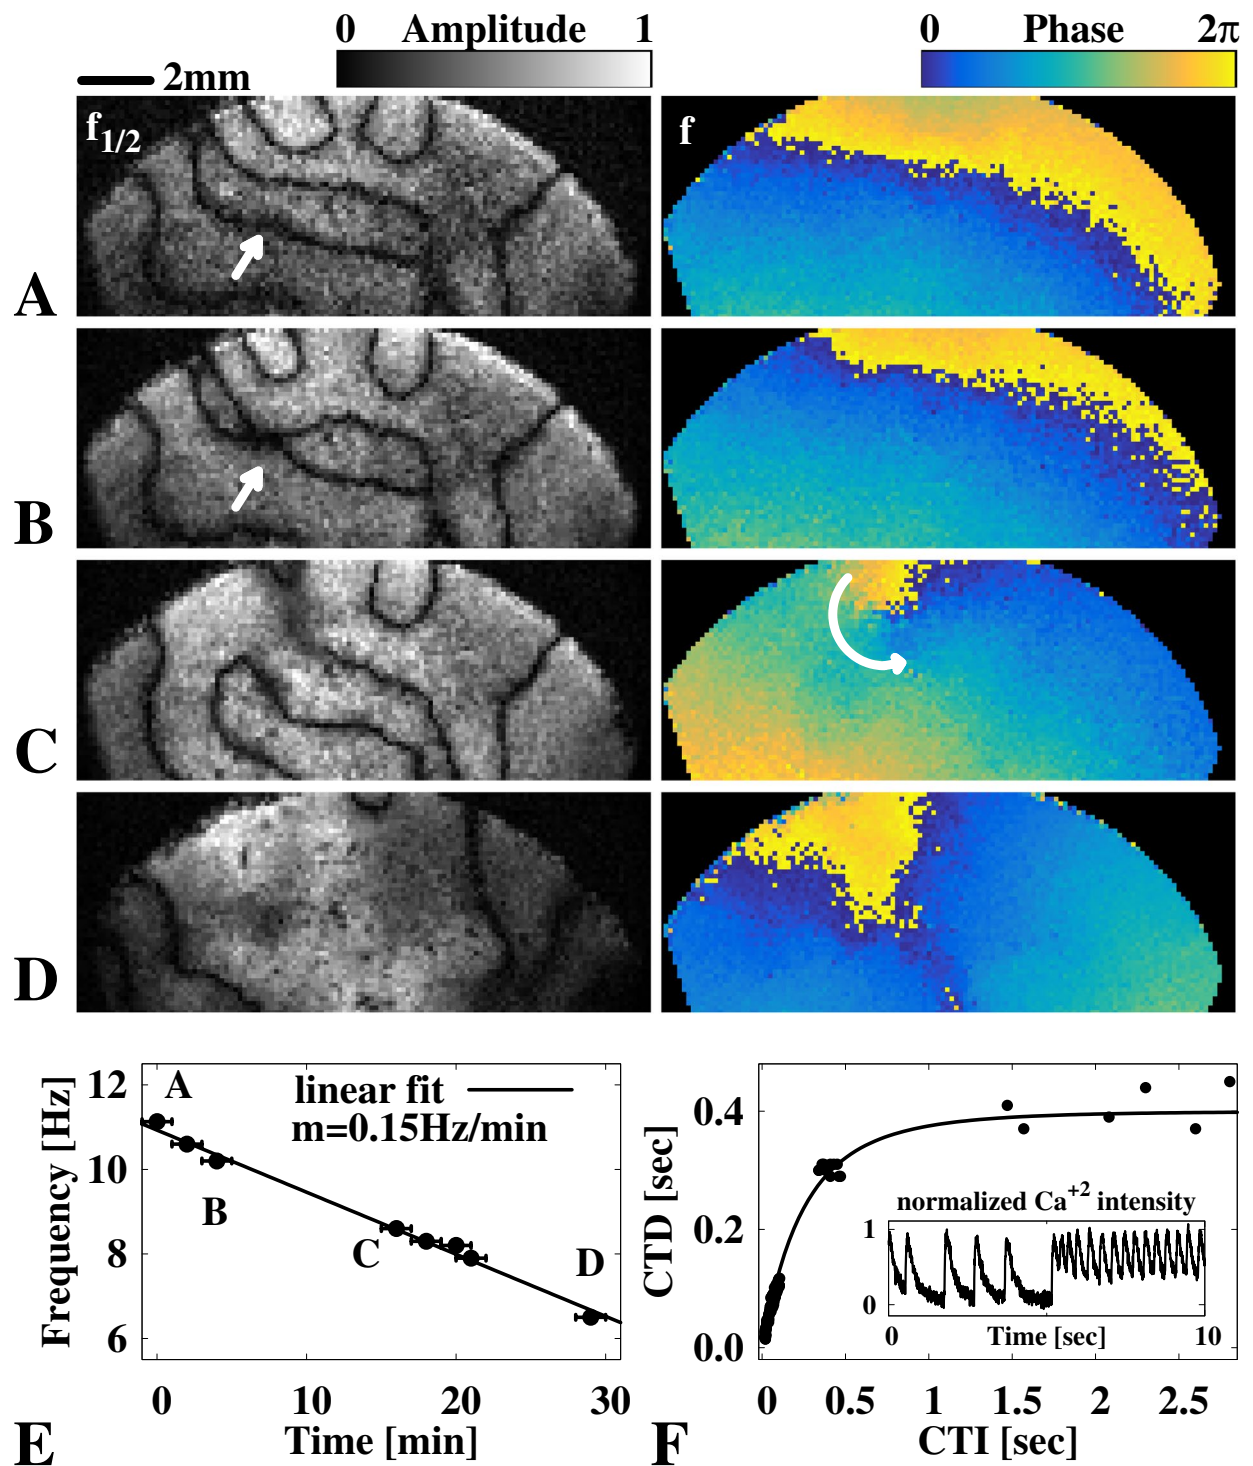 0 Amplitude 1
0 Phase 2π
2mm
f1/2
f
A
B
C
D
Frequency [Hz]
12
10
8
6
A
B
C
D
linear fit
m=0.15Hz/min
0 10 20 30
Time [min]
E
CTD [sec]
0.4
0.2
0.0
normalized Ca+2 intensity
1
0
0 Time [sec] 10
0 0.5 1 1.5 2 2.5
CTI [sec]
F